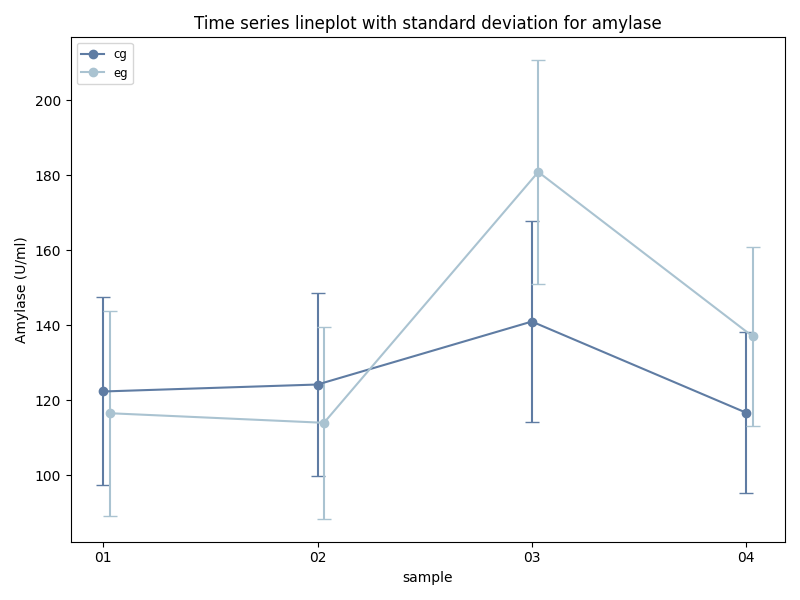 Time series lineplot with standard deviation for amylase
cg
eg
Amylase (U/ml)
200
180
160
140
120
100
01 02 03 04
sample